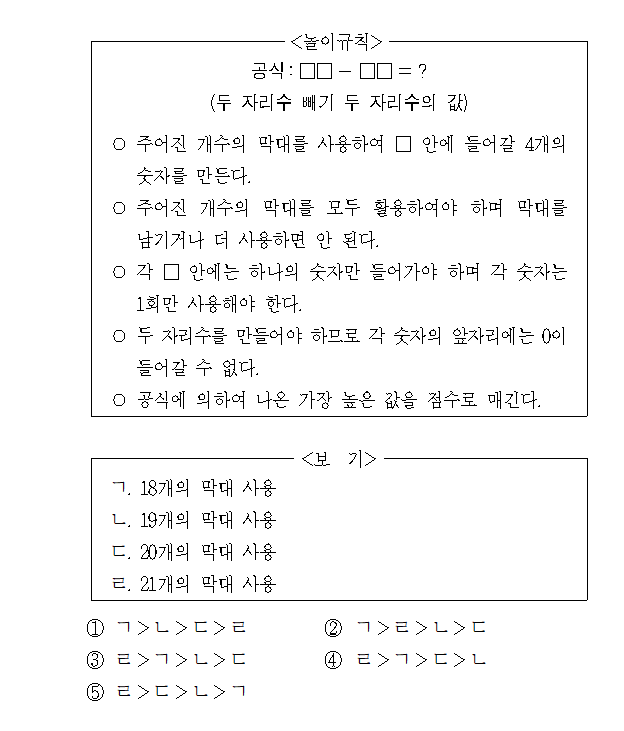 <놀이규칙>
공식 : □□ − □□ = ?
(두 자리수 빼기 두 자리수의 값)
○ 주어진 개수의 막대를 사용하여 □ 안에 들어갈 4개의
숫자를 만든다.
○ 주어진 개수의 막대를 모두 활용하여야 하며 막대를
남기거나 더 사용하면 안 된다.
○ 각 □ 안에는 하나의 숫자만 들어가야 하며 각 숫자는
1회만 사용해야 한다.
○ 두 자리수를 만들어야 하므로 각 숫자의 앞자리에는 0이
들어갈 수 없다.
○ 공식에 의하여 나온 가장 높은 값을 점수로 매긴다.
<보 기>
ㄱ. 18개의 막대 사용
ㄴ. 19개의 막대 사용
ㄷ. 20개의 막대 사용
ㄹ. 21개의 막대 사용
① ㄱ>ㄴ>ㄷ>ㄹ ② ㄱ>ㄹ>ㄴ>ㄷ
③ ㄹ>ㄱ>ㄴ>ㄷ ④ ㄹ>ㄱ>ㄷ>ㄴ
⑤ ㄹ>ㄷ>ㄴ>ㄱ